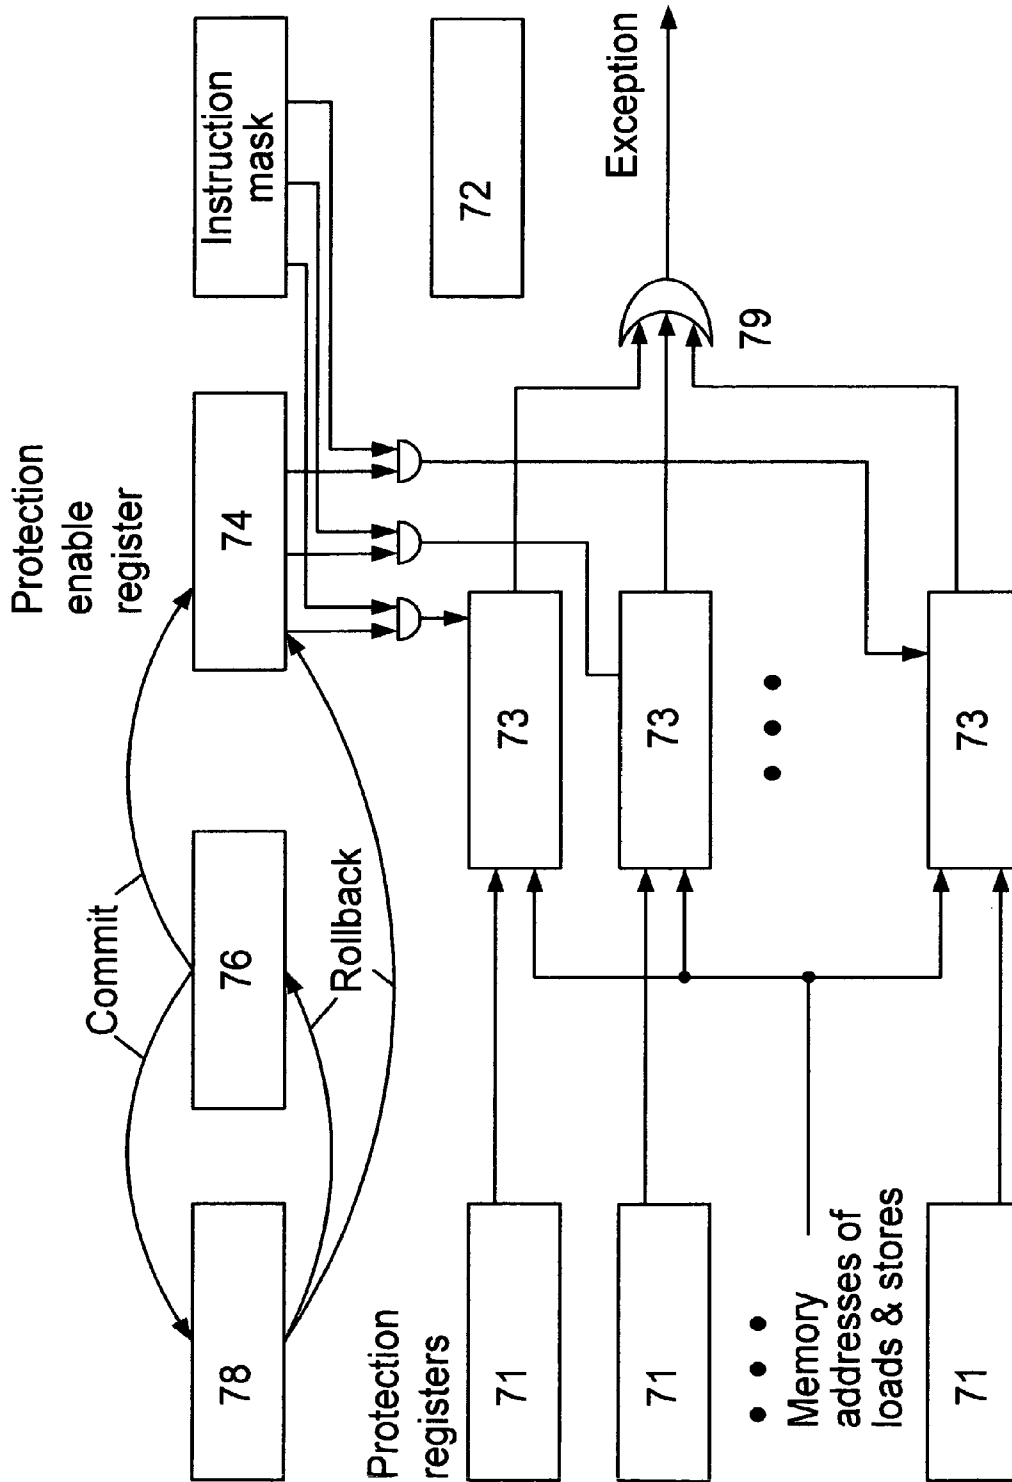 Commit
Protection
enable
register
78
76
74
Instruction
mask
Rollback
Protection
registers
71
73
72
71
73
79
Exception
Memory
addresses of
loads & stores
71
73